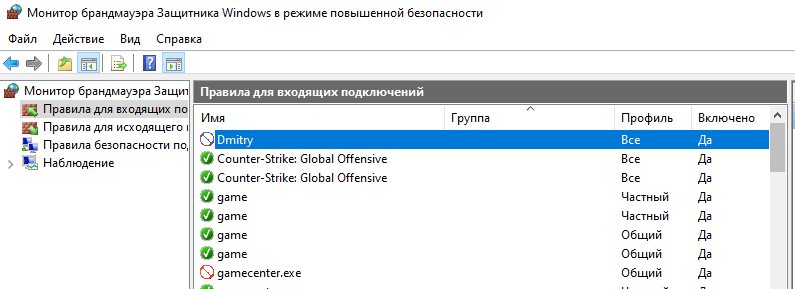 Монитор брандмауэра Защитника Windows в режиме повышенной безопасности
Файл Действие Вид Справка
Монитор брандмауэра Защит
Правила для входящих по
Правила для исходящего
Правила безопасности по
Наблюдение
Правила для входящих подключений
Имя Группа Профиль Включено
Dmitry Все Да
Counter-Strike: Global Offensive Все Да
Counter-Strike: Global Offensive Все Да
game Частный Да
game Частный Да
game Общий Да
game Общий Да
gamecenter.exe Общий Да